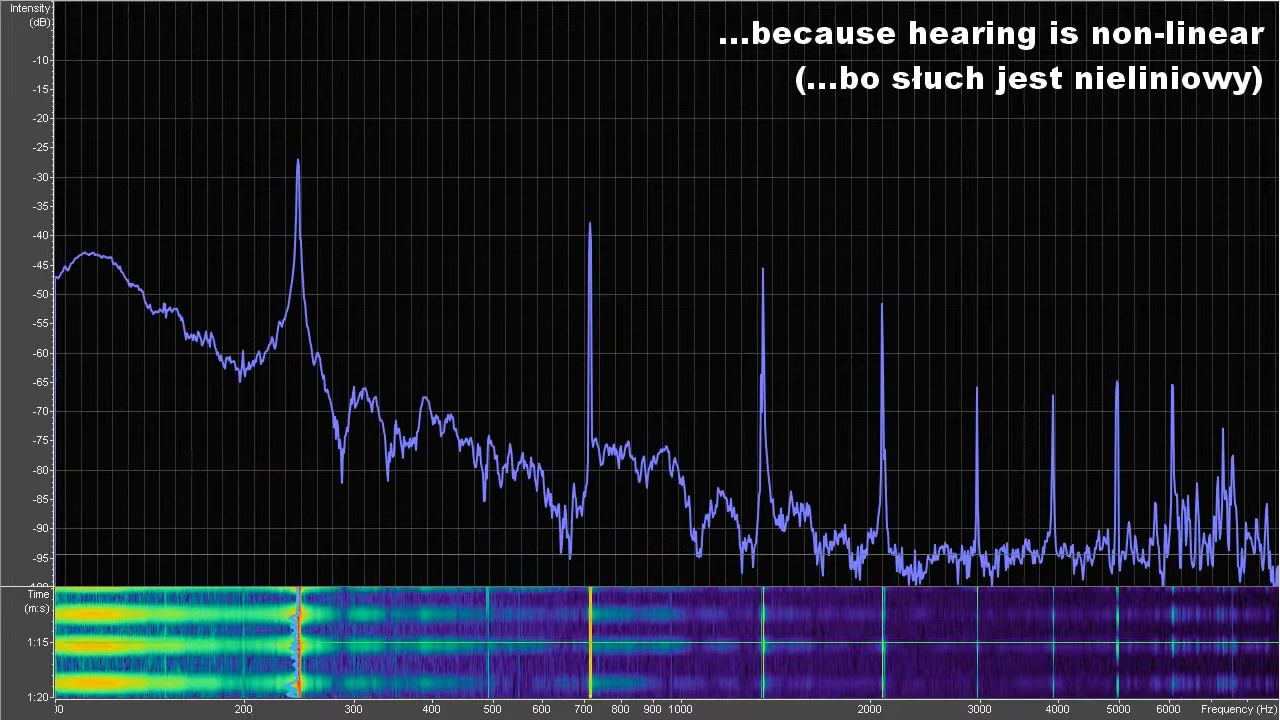 Intensity
(dB)
...because hearing is non-linear
(...bo słuch jest nieliniowy)
-10
-15
-20
-25
-30
-35
-40
-45
-50
-55
-60
-65
-70
-75
-80
-85
-90
-95
Time
(m:s)
1:15
1:20
200 300 400 500 600 700 800 900 1000 2000 3000 4000 5000 6000 Frequency (Hz)